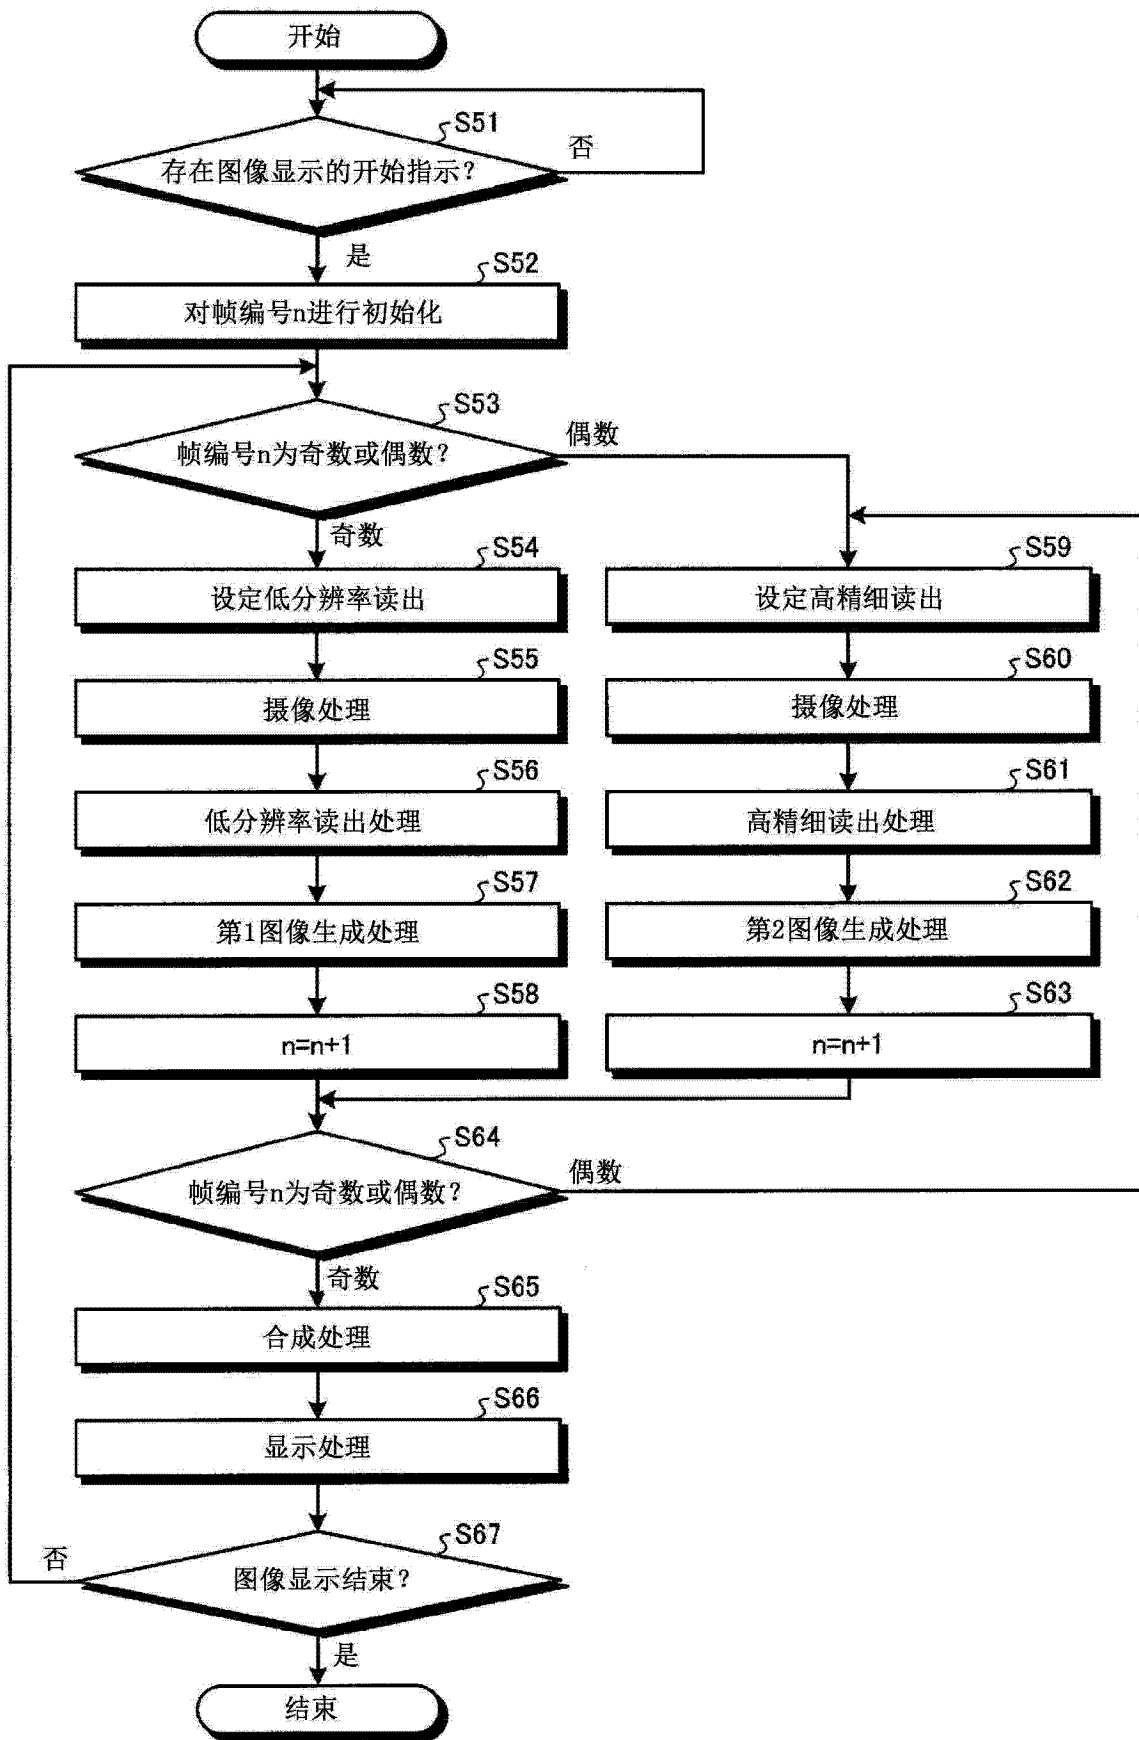 开始
S51
存在图像显示的开始指示?
否
是
S52
对帧编号n进行初始化
S53
帧编号n为奇数或偶数?
偶数
奇数
S54
设定低分辨率读出
S59
设定高精细读出
S55
摄像处理
S60
摄像处理
S56
低分辨率读出处理
S61
高精细读出处理
S57
第1图像生成处理
S62
第2图像生成处理
S58
n=n+1
S63
n=n+1
S64
帧编号n为奇数或偶数?
偶数
奇数
S65
合成处理
S66
显示处理
S67
图像显示结束?
否
是
结束